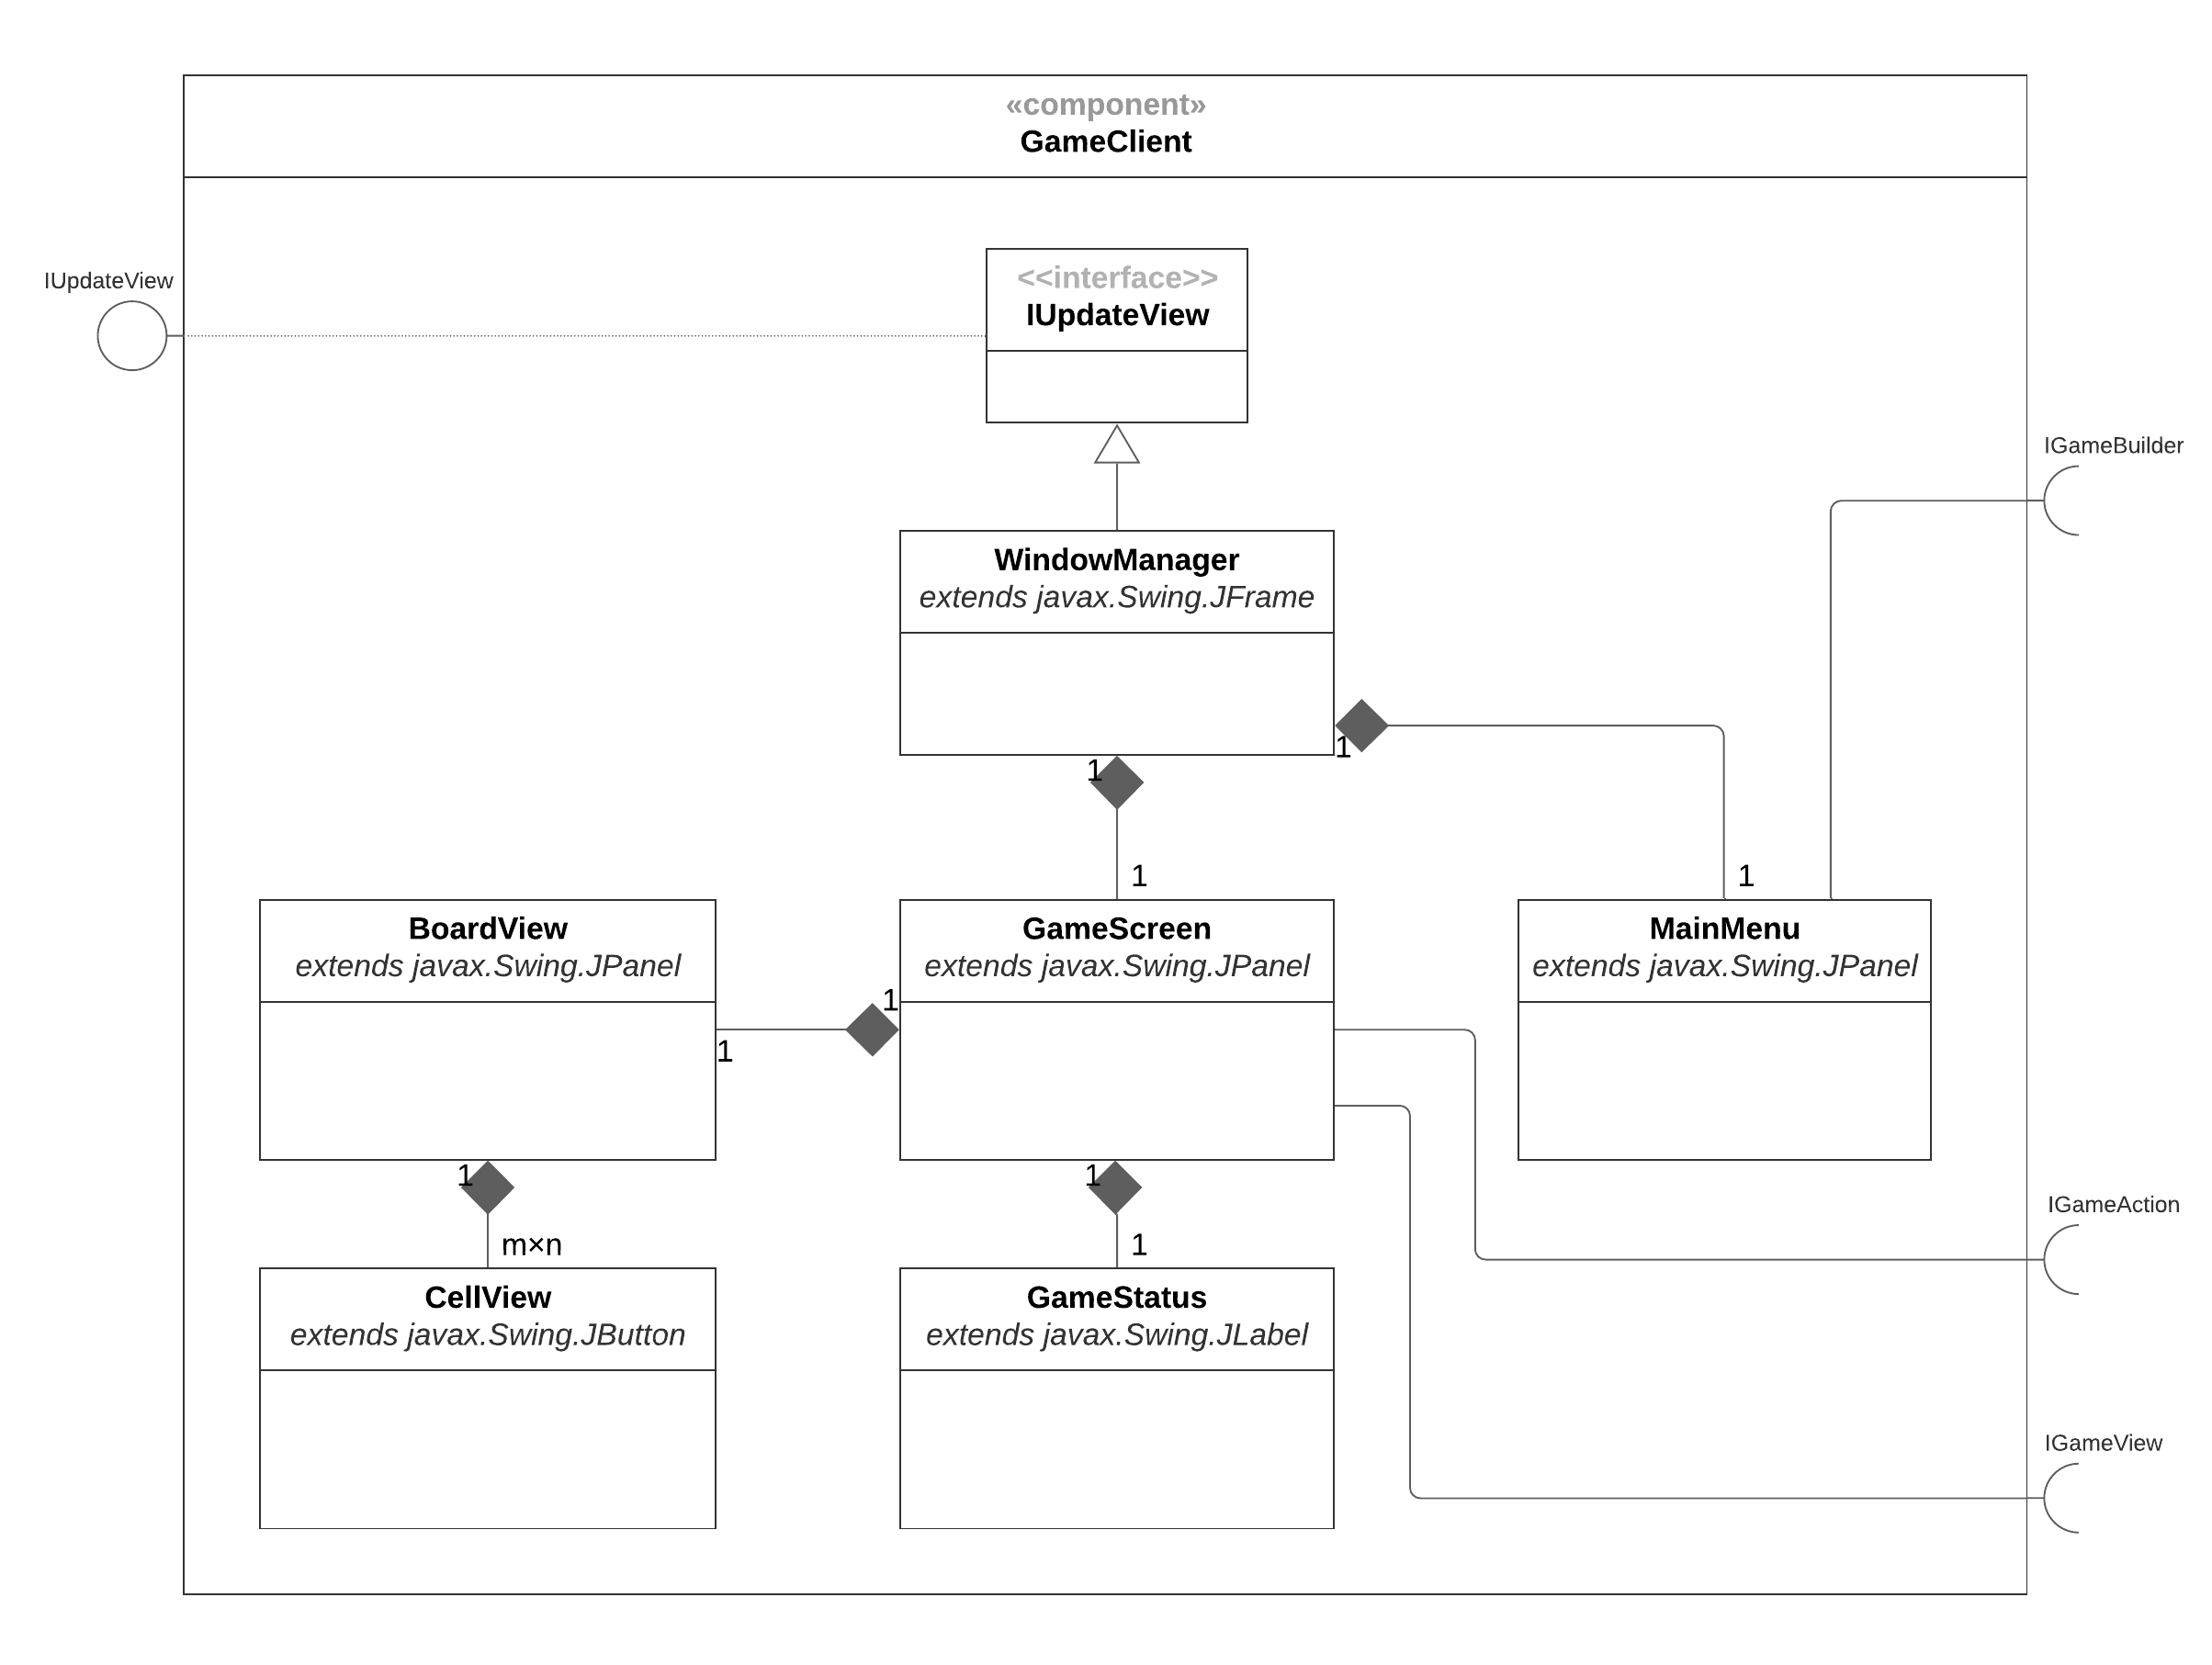 «component»
GameClient
IUpdateView
<<interface>>
IUpdateView
IGameBuilder
WindowManager
extends javax.Swing.JFrame
1
1
1
1
BoardView
extends javax.Swing.JPanel
GameScreen
extends javax.Swing.JPanel
MainMenu
extends javax.Swing.JPanel
1
1
1
1
IGameAction
m×n
1
CellView
extends javax.Swing.JButton
GameStatus
extends javax.Swing.JLabel
IGameView